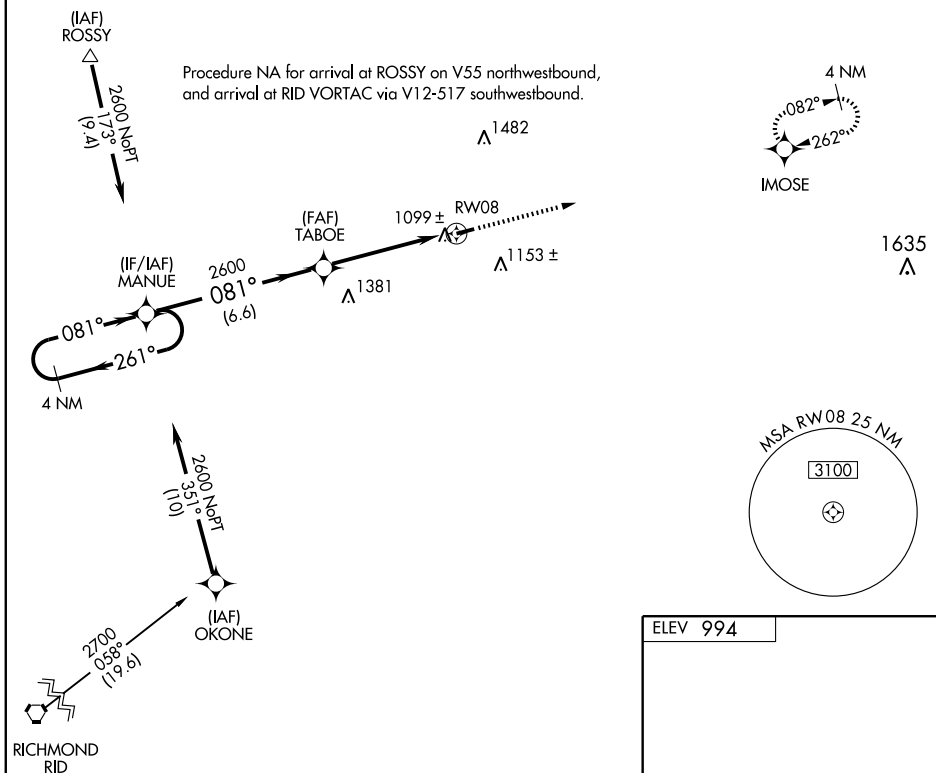 (IAF)
ROSSY
2600 NoPT
173°
(9.4)
Procedure NA for arrival at ROSSY on V55 northwestbound,
and arrival at RID VORTAC via V12-517 southwestbound.
1482
4 NM
082°
262°
IMOSE
1635
RW08
1099 ±
1153 ±
(FAF)
TABOE
1381
(IF/IAF)
MANUE
2600
081°
(6.6)
081°
261°
4 NM
MSA RW08 25 NM
3100
2600 NoPT
351°
(10)
(IAF)
OKONE
2700
058°
(19.6)
RICHMOND
RID
ELEV 994